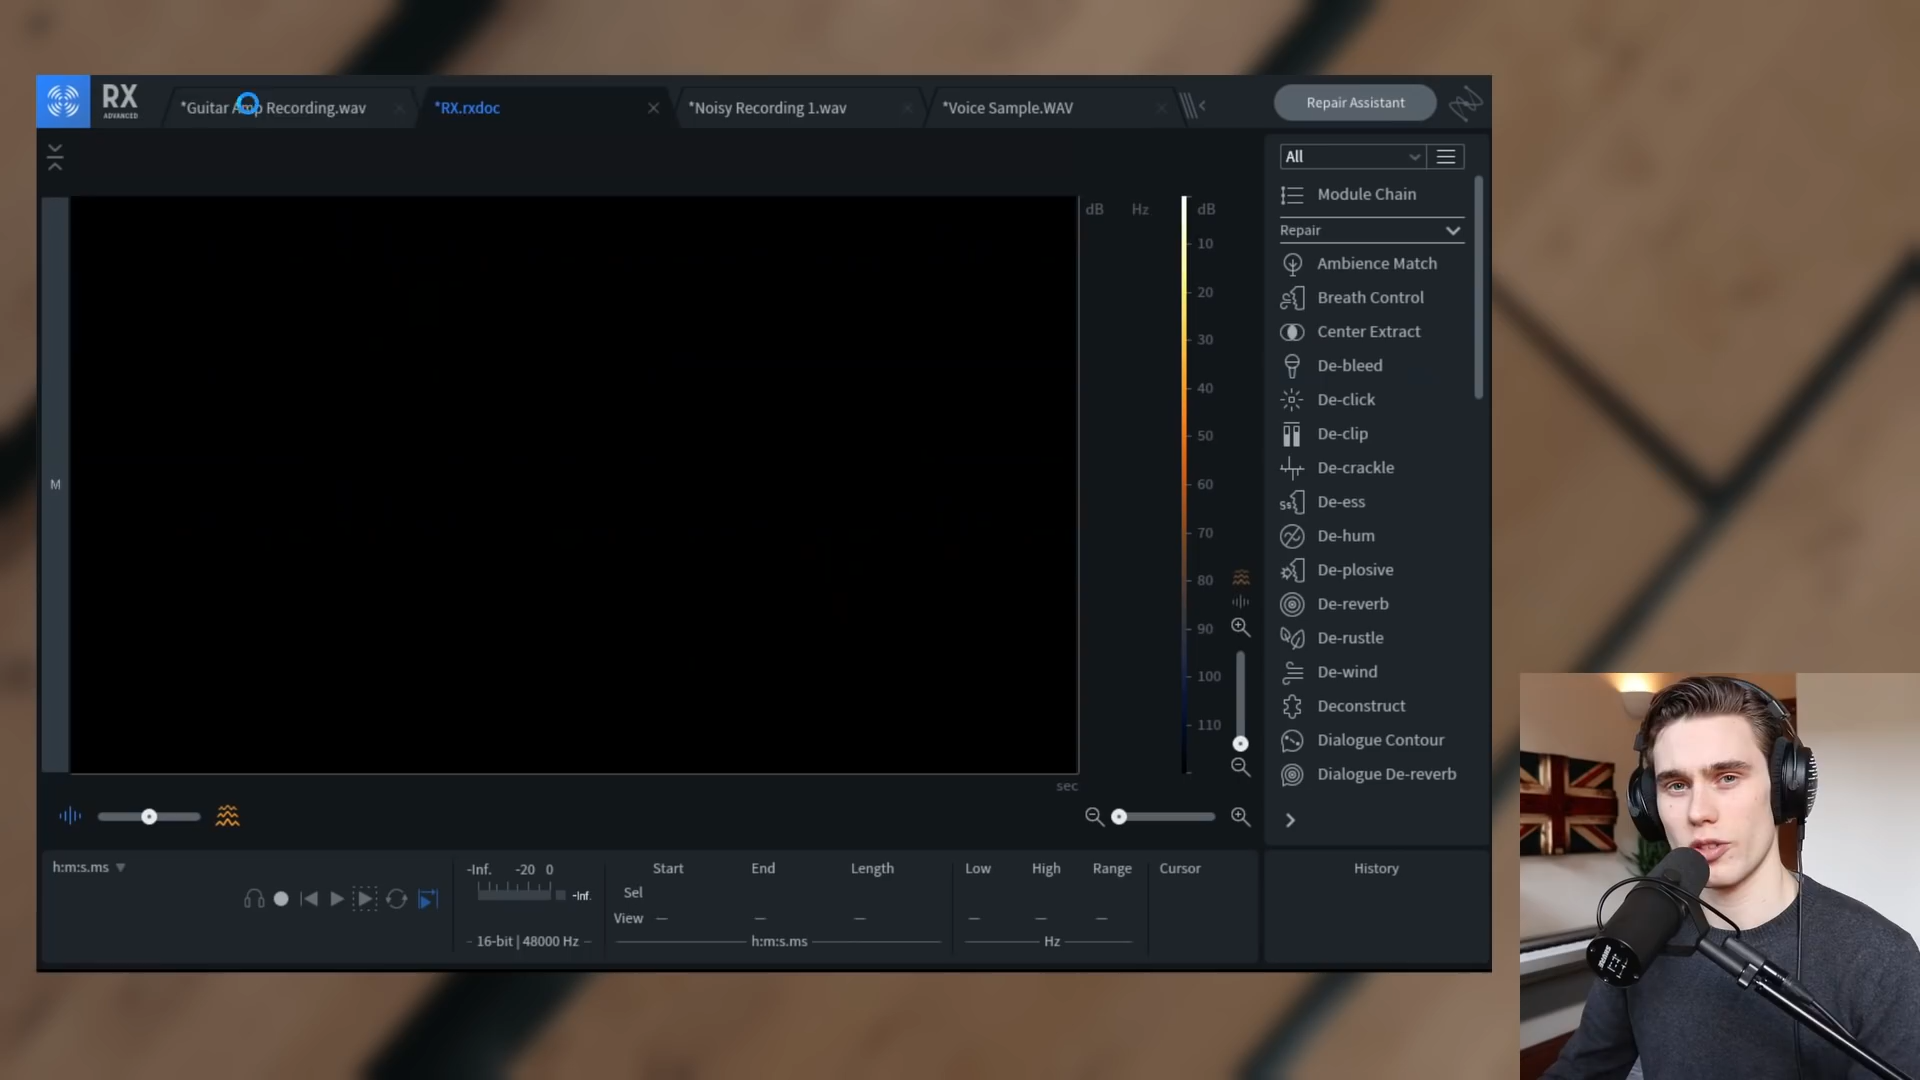 RX
ADVANCED
*Guitar Amp Recording.wav
*RX.rxdoc
*Noisy Recording 1.wav
*Voice Sample.WAV
Repair Assistant
All
Module Chain
Repair
Ambience Match
Breath Control
Center Extract
De-bleed
De-click
De-clip
De-crackle
De-ess
De-hum
De-plosive
De-reverb
De-rustle
De-wind
Deconstruct
Dialogue Contour
Dialogue De-reverb
dB Hz dB
10
20
30
40
50
60
70
80
90
100
110
M
sec
h:m:s.ms
-Inf. -20 0
-Inf.
16-bit | 48000 Hz
Start End Length
Sel
View — — —
h:m:s.ms
Low High Range
— — —
Hz
Cursor
History